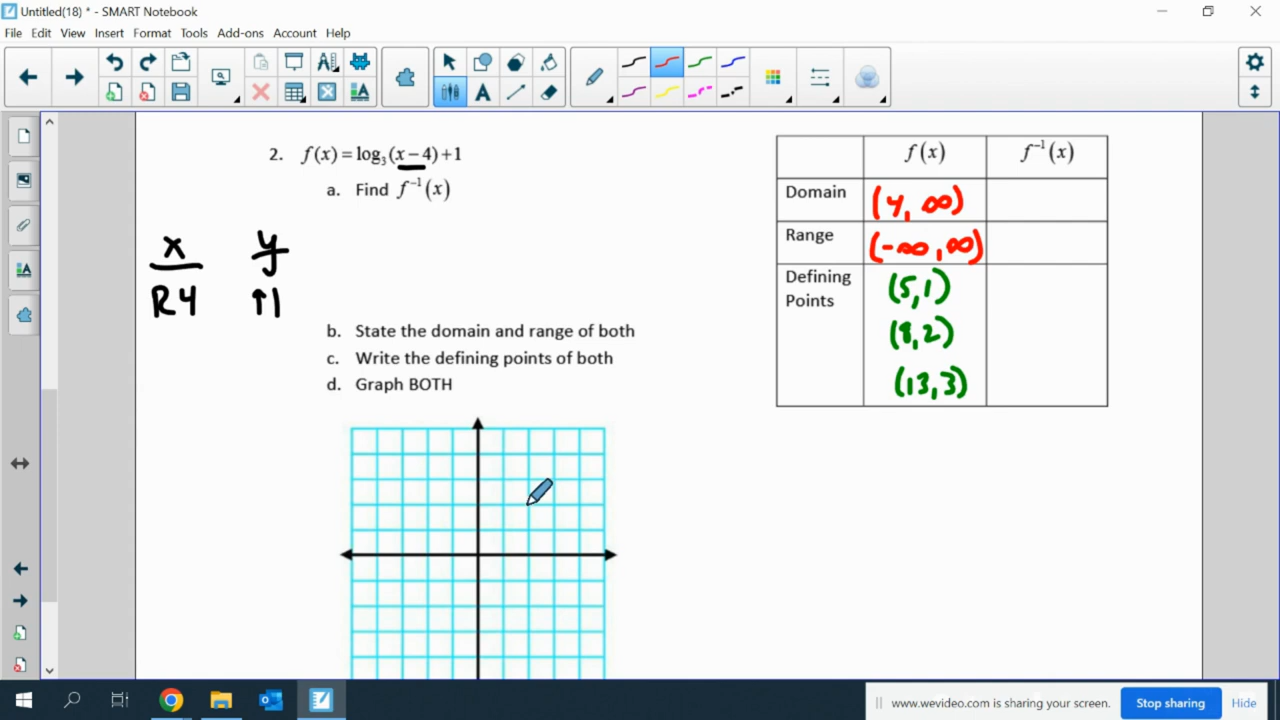 Untitled(18) * - SMART Notebook
File Edit View Insert Format Tools Add-ons Account Help
2. f(x) = log₃(x − 4) + 1
a. Find f⁻¹(x)
x y
R4 ↑1
b. State the domain and range of both
c. Write the defining points of both
d. Graph BOTH
f(x) f⁻¹(x)
Domain (4, ∞)
Range (-∞, ∞)
Defining Points
(5,1)
(8,2)
(13,3)
www.wevideo.com is sharing your screen. Stop sharing Hide